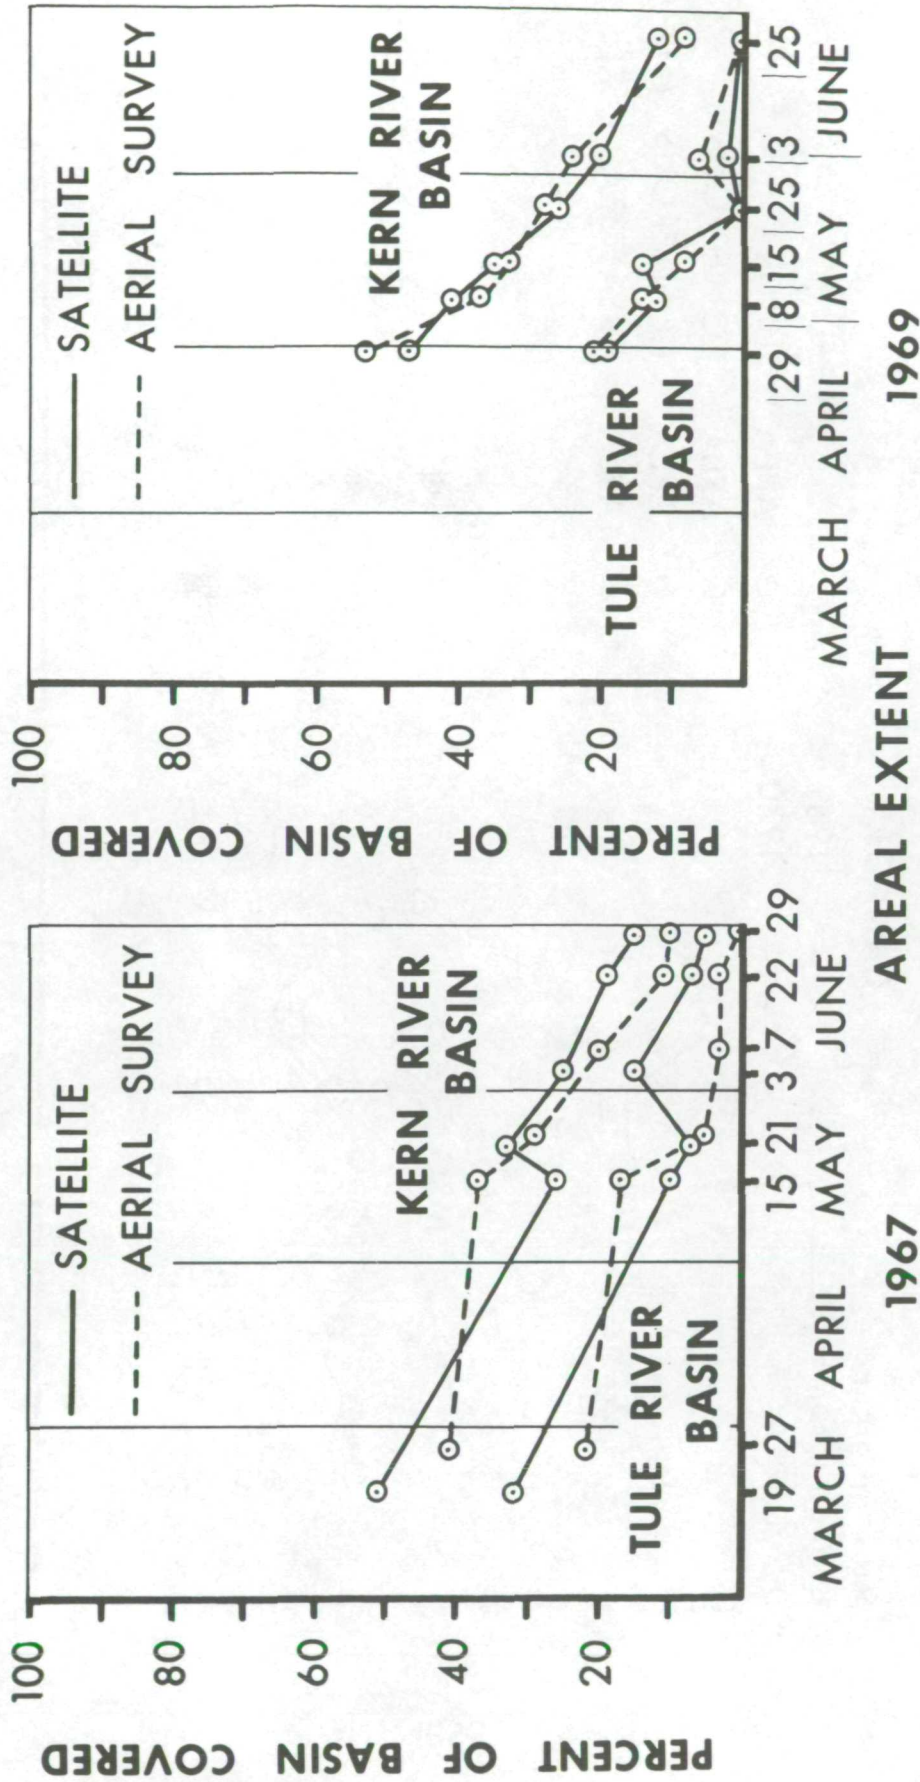 100
80
60
40
20
PERCENT OF BASIN COVERED
SATELLITE
AERIAL SURVEY
KERN RIVER
BASIN
TULE RIVER
BASIN
19 27 15 21 3 7 22 29
MARCH APRIL MAY JUNE
1967
100
80
60
40
20
PERCENT OF BASIN COVERED
SATELLITE
AERIAL SURVEY
KERN RIVER
BASIN
TULE RIVER
BASIN
29 8 15 25 3 25
MARCH APRIL MAY JUNE
1969
AREAL EXTENT